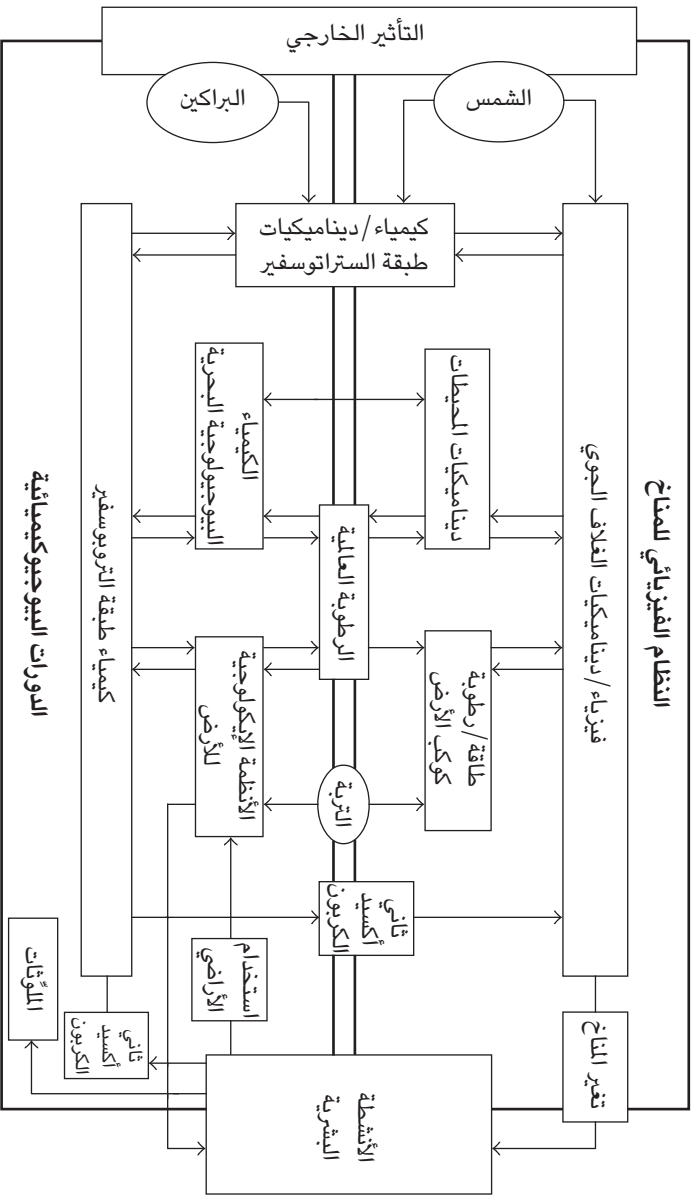 التأثير الخارجي
الشمس
البراكين
كيمياء/ديناميكيات
طبقة الستراتوسفير
النظام الفيزيائي للمناخ
فيزياء/ديناميكيات الغلاف الجوي
ديناميكيات المحيطات
الكيمياء
البيوجيولوجية البحرية
الرطوبة العالمية
طاقة/رطوبة
كوكب الأرض
الأنظمة الإيكولوجية
للأرض
التربة
كيمياء طبقة التروبوسفير
الدورات البيوجيوكيميائية
ثاني
أكسيد
الكربون
استخدام
الأراضي
تغير المناخ
الأنشطة
البشرية
ثاني
أكسيد
الكربون
الملوِّثات